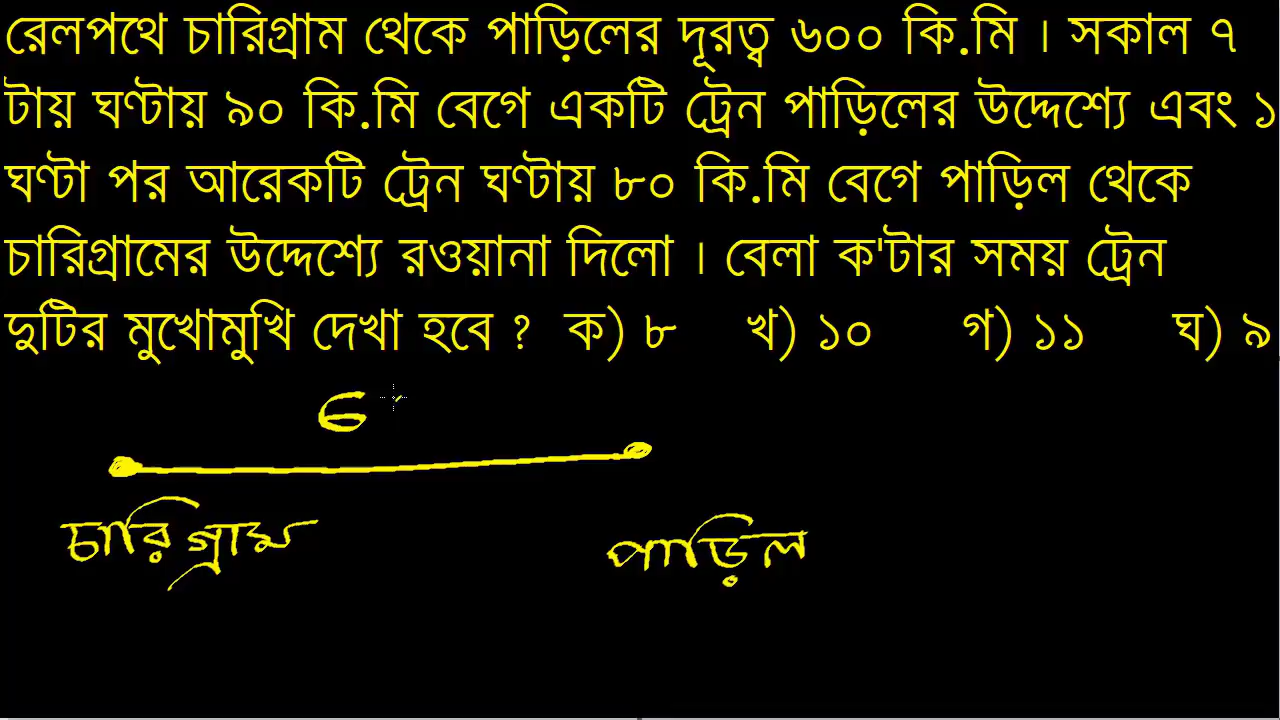 রেলপথে চারিগ্রাম থেকে পাড়িলের দূরত্ব ৬০০ কি.মি । সকাল ৭
টায় ঘণ্টায় ৯০ কি.মি বেগে একটি ট্রেন পাড়িলের উদ্দেশ্যে এবং ১
ঘণ্টা পর আরেকটি ট্রেন ঘণ্টায় ৮০ কি.মি বেগে পাড়িল থেকে
চারিগ্রামের উদ্দেশ্যে রওয়ানা দিলো । বেলা ক'টার সময় ট্রেন
দুটির মুখোমুখি দেখা হবে ? ক) ৮ খ) ১০ গ) ১১ ঘ) ৯
৬
চারিগ্রাম পাড়িল